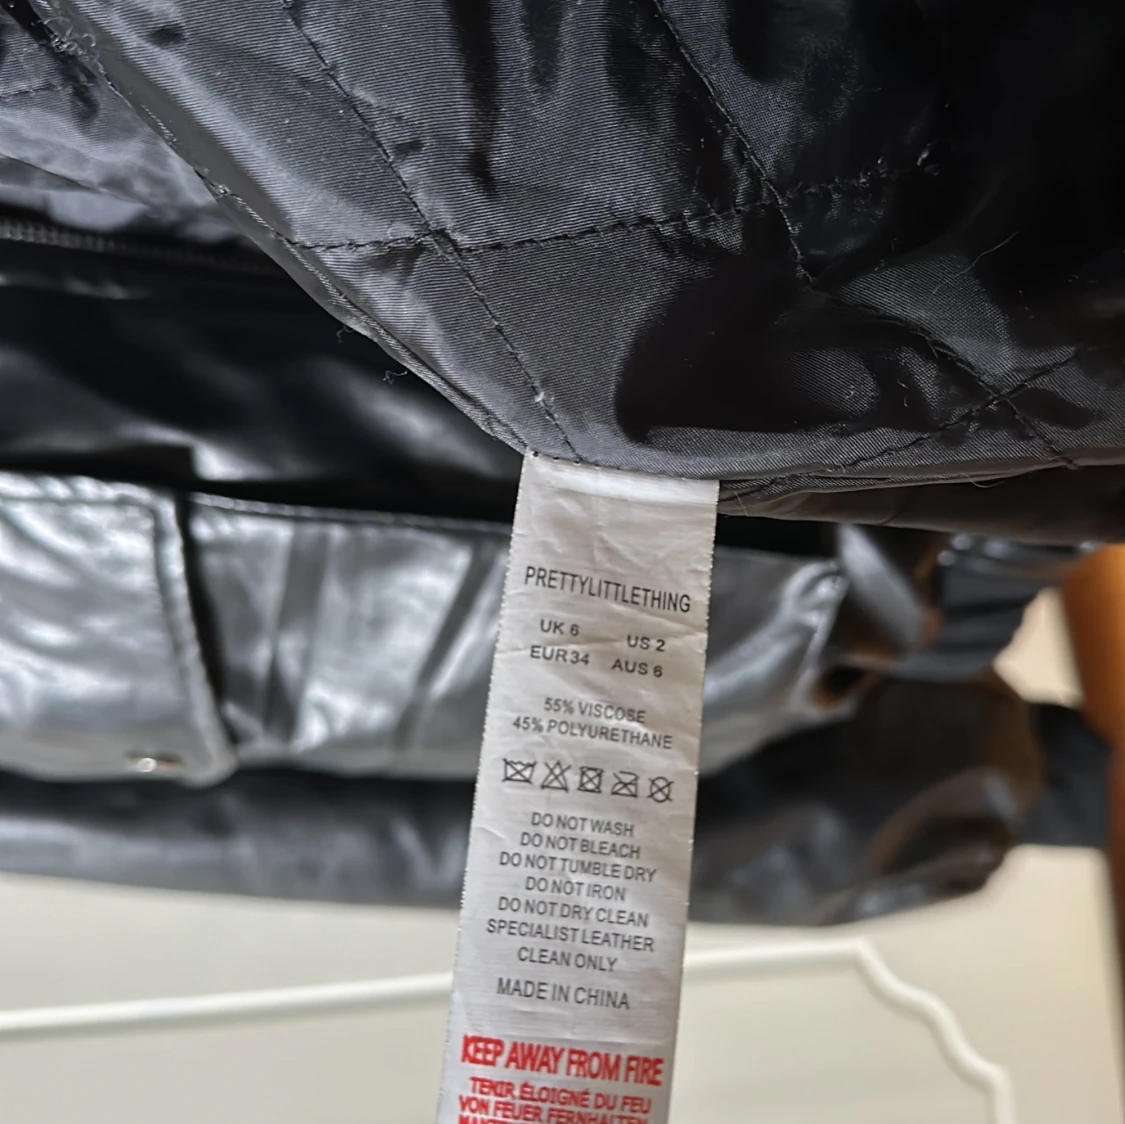 PRETTYLITTLETHING
UK 6 US 2
EUR34 AUS 6
55% VISCOSE
45% POLYURETHANE
DO NOT WASH
DO NOT BLEACH
DO NOT TUMBLE DRY
DO NOT IRON
DO NOT DRY CLEAN
SPECIALIST LEATHER
CLEAN ONLY
MADE IN CHINA
KEEP AWAY FROM FIRE
TENIR ÉLOIGNÉ DU FEU
VON FEUER FERNHALTEN